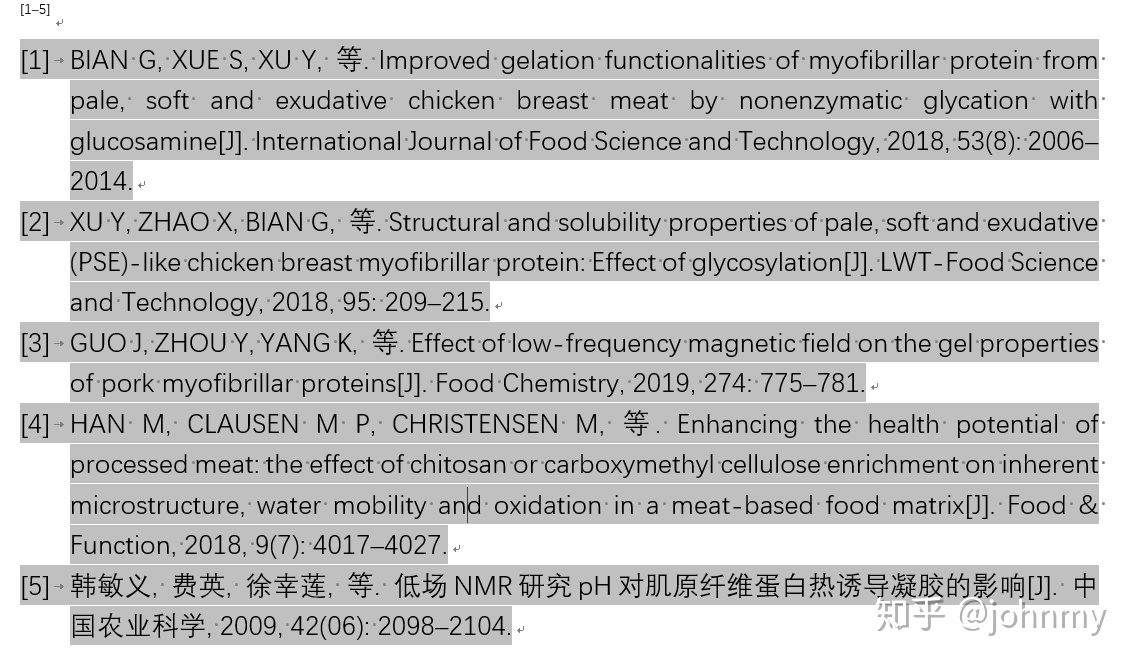 [1–5]
[1] BIAN G, XUE S, XU Y, 等. Improved gelation functionalities of myofibrillar protein from
pale, soft and exudative chicken breast meat by nonenzymatic glycation with
glucosamine[J]. International Journal of Food Science and Technology, 2018, 53(8): 2006–
2014.
[2] XU Y, ZHAO X, BIAN G, 等. Structural and solubility properties of pale, soft and exudative
(PSE)-like chicken breast myofibrillar protein: Effect of glycosylation[J]. LWT-Food Science
and Technology, 2018, 95: 209–215.
[3] GUO J, ZHOU Y, YANG K, 等. Effect of low-frequency magnetic field on the gel properties
of pork myofibrillar proteins[J]. Food Chemistry, 2019, 274: 775–781.
[4] HAN M, CLAUSEN M P, CHRISTENSEN M, 等. Enhancing the health potential of
processed meat: the effect of chitosan or carboxymethyl cellulose enrichment on inherent
microstructure, water mobility and oxidation in a meat-based food matrix[J]. Food &
Function, 2018, 9(7): 4017–4027.
[5] 韩敏义, 费英, 徐幸莲, 等. 低场 NMR 研究 pH 对肌原纤维蛋白热诱导凝胶的影响[J]. 中
国农业科学, 2009, 42(06): 2098–2104.
知乎 @johnmy